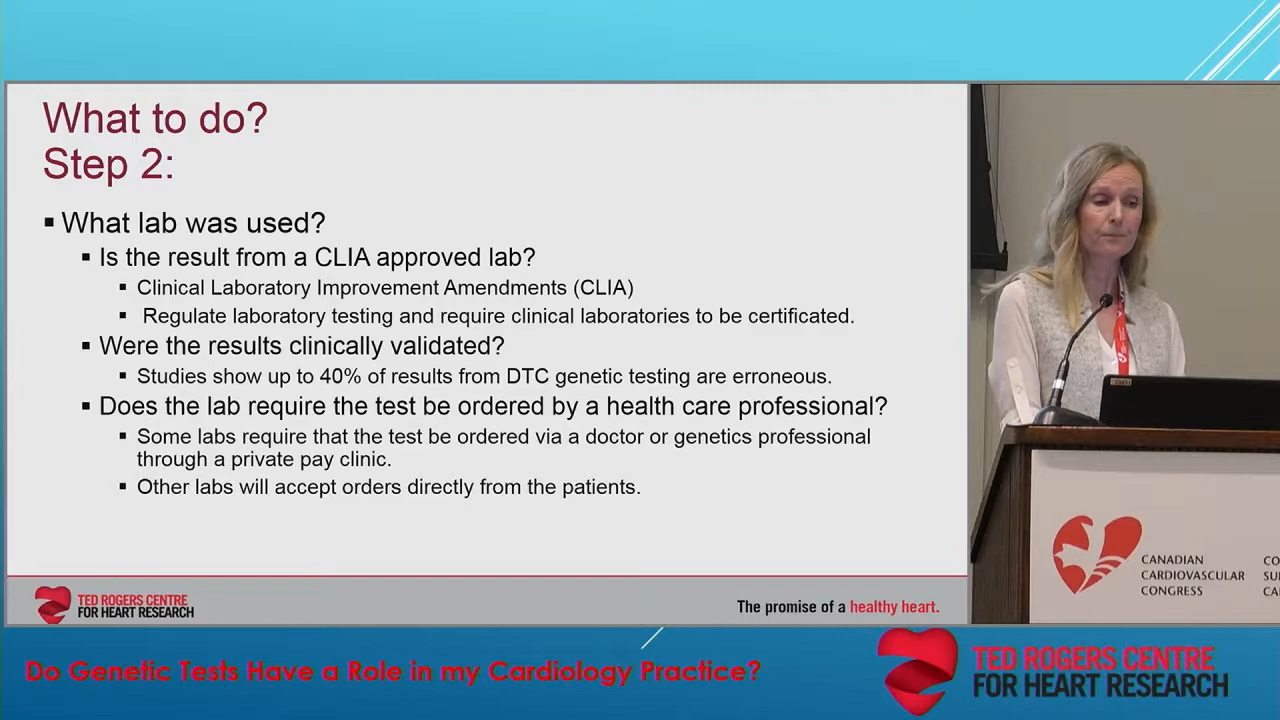 What to do?
Step 2:
▪ What lab was used?
▪ Is the result from a CLIA approved lab?
▪ Clinical Laboratory Improvement Amendments (CLIA)
▪ Regulate laboratory testing and require clinical laboratories to be certificated.
▪ Were the results clinically validated?
▪ Studies show up to 40% of results from DTC genetic testing are erroneous.
▪ Does the lab require the test be ordered by a health care professional?
▪ Some labs require that the test be ordered via a doctor or genetics professional
through a private pay clinic.
▪ Other labs will accept orders directly from the patients.
TED ROGERS CENTRE
FOR HEART RESEARCH
The promise of a healthy heart.
CANADIAN
CARDIOVASCULAR
CONGRESS
CO
SU
CA
Do Genetic Tests Have a Role in my Cardiology Practice?
TED ROGERS CENTRE
FOR HEART RESEARCH